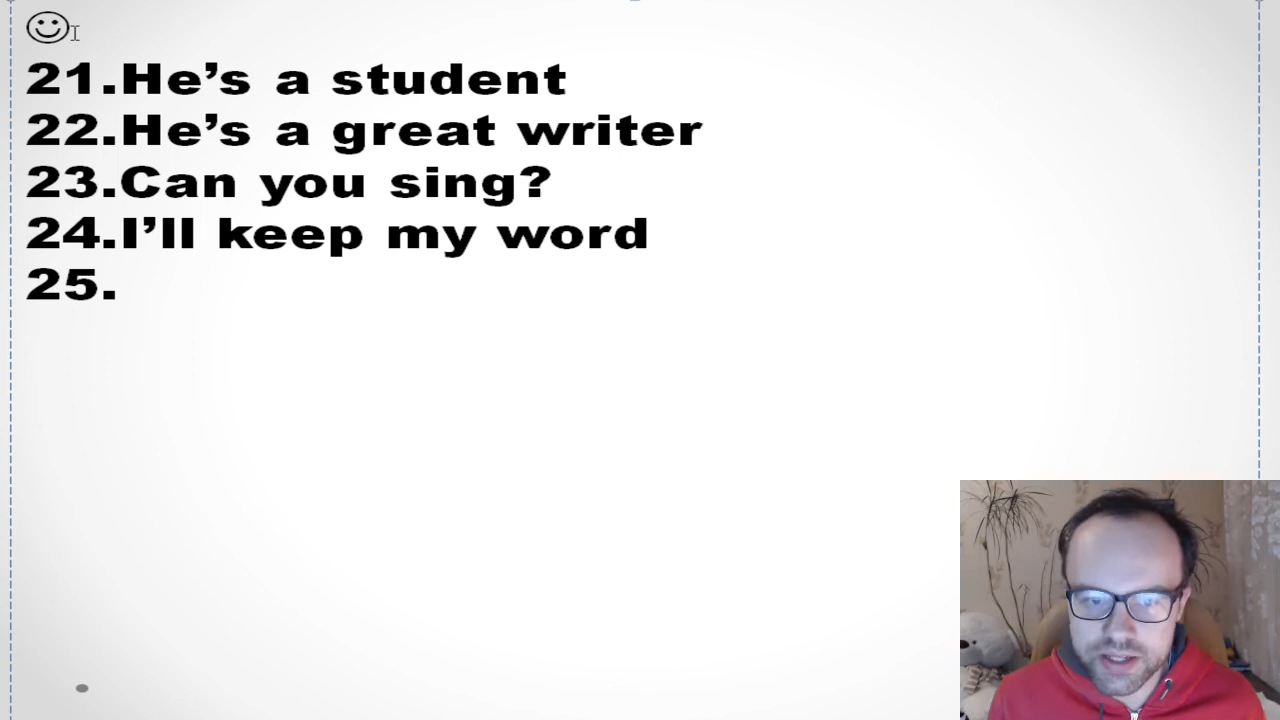 21.He’s a student
22.He’s a great writer
23.Can you sing?
24.I’ll keep my word
25.